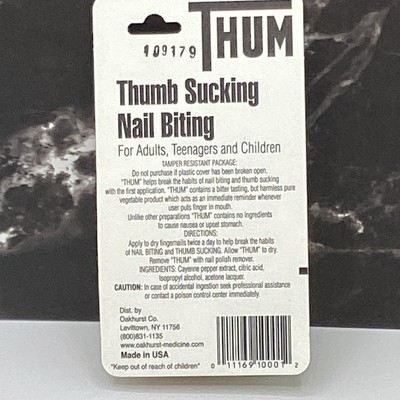 THUM
109179
Thumb Sucking
Nail Biting
For Adults, Teenagers and Children
TAMPER RESISTANT PACKAGE:
Do not purchase if plastic cover has been broken open.
"THUM" helps break the habits of nail biting and thumb sucking
with the first application. "THUM" contains a bitter tasting, but harmless pure
vegetable product which acts as an immediate reminder whenever
user puts finger in mouth.
Unlike other preparations "THUM" contains no ingredients
to cause nausea or upset stomach.
DIRECTIONS:
Apply to dry fingernails twice a day to help break the habits
of NAIL BITING and THUMB SUCKING. Allow "THUM" to dry.
Remove "THUM" with nail polish remover.
INGREDIENTS: Cayenne pepper extract, citric acid,
Isopropyl alcohol, acetone lacquer.
CAUTION: In case of accidental ingestion seek professional assistance
or contact a poison control center immediately.
Dist. by
Oakhurst Co.
Levittown, NY 11756
(800)831-1135
www.oakhurst-medicine.com
Made in USA
"Keep out of reach of children"
0 11169 10001 2